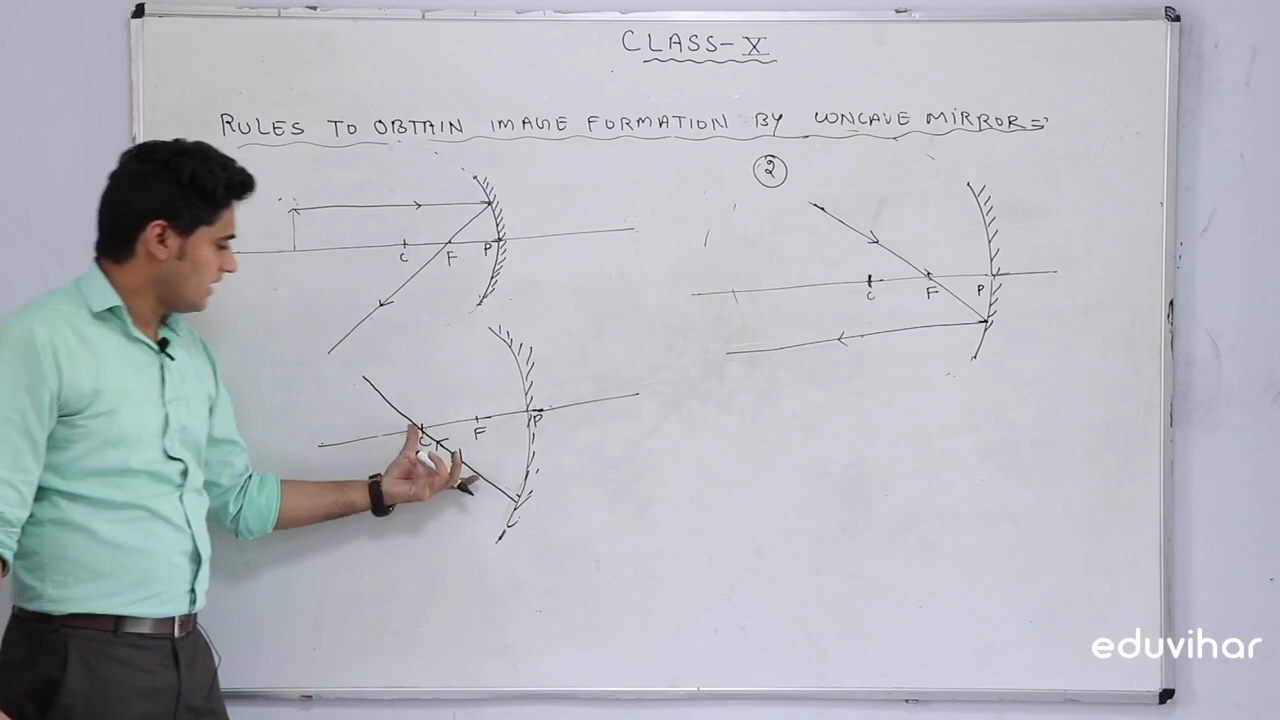 CLASS-X
RULES TO OBTAIN IMAGE FORMATION BY CONCAVE MIRROR=>
2
C F P
C F P
C F P
eduvihar